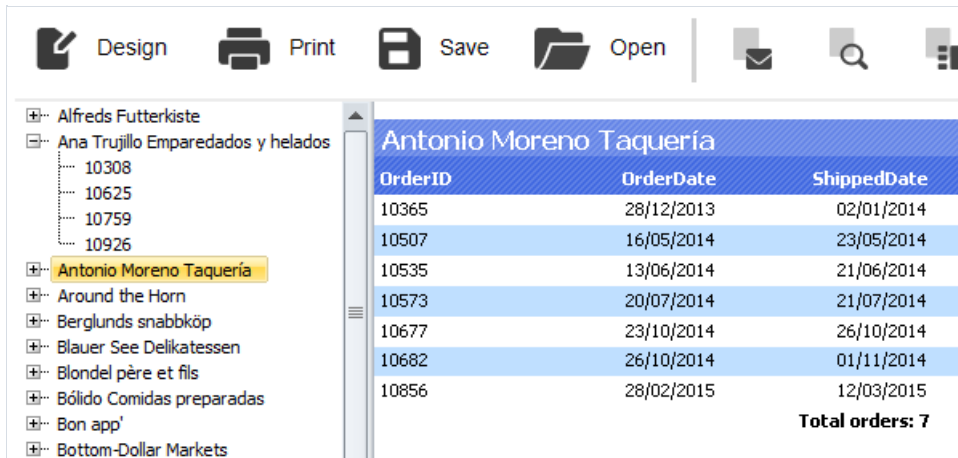 Design Print Save Open
Alfreds Futterkiste
Ana Trujillo Emparedados y helados
10308
10625
10759
10926
Antonio Moreno Taquería
Around the Horn
Berglunds snabbköp
Blauer See Delikatessen
Blondel père et fils
Bólido Comidas preparadas
Bon app'
Bottom-Dollar Markets
Antonio Moreno Taquería
OrderID OrderDate ShippedDate
10365 28/12/2013 02/01/2014
10507 16/05/2014 23/05/2014
10535 13/06/2014 21/06/2014
10573 20/07/2014 21/07/2014
10677 23/10/2014 26/10/2014
10682 26/10/2014 01/11/2014
10856 28/02/2015 12/03/2015
Total orders: 7